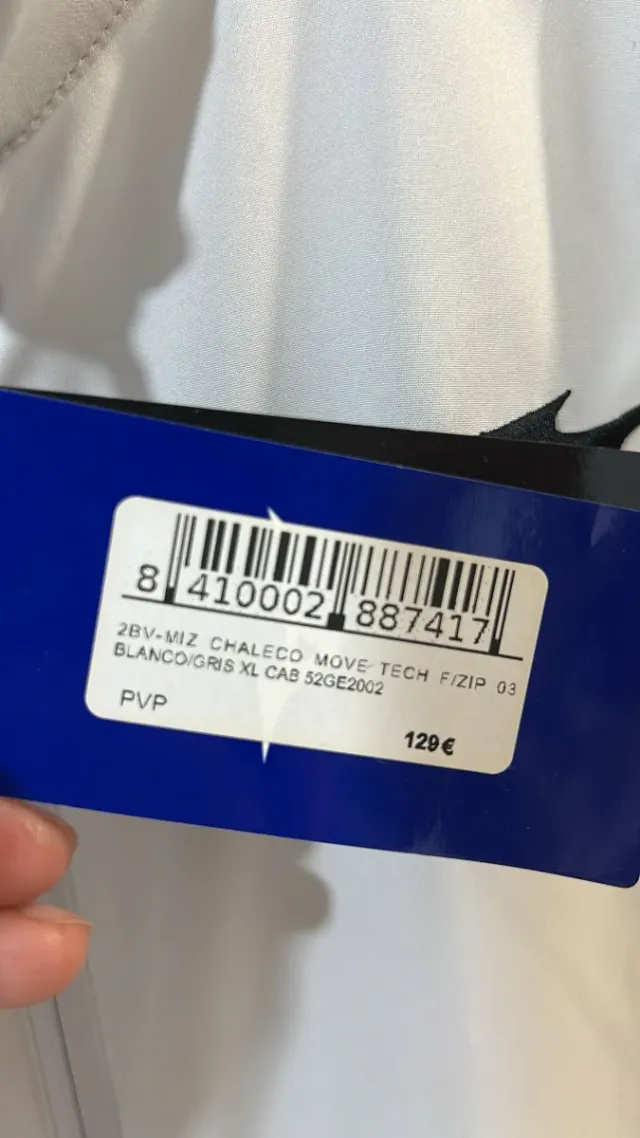 8 410002 887417
2BV-MIZ CHALECO MOVE TECH F/ZIP 03
BLANCO/GRIS XL CAB 52GE2002
PVP
129€